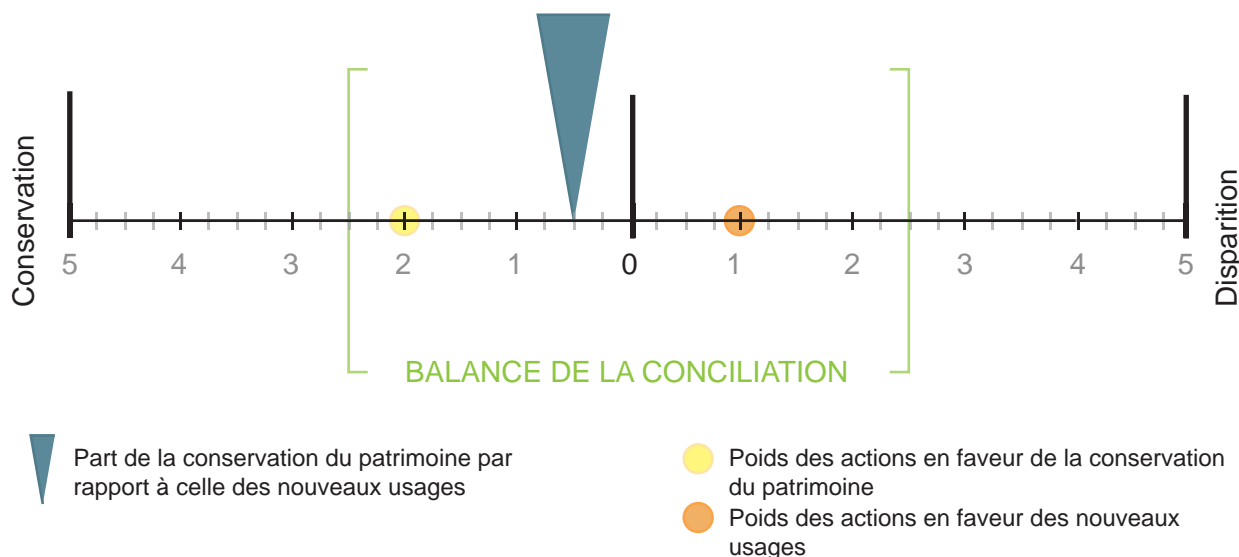 Conservation
5 4 3 2 1 0 1 2 3 4 5
Disparition
BALANCE DE LA CONCILIATION
Part de la conservation du patrimoine par
rapport à celle des nouveaux usages
Poids des actions en faveur de la conservation
du patrimoine
Poids des actions en faveur des nouveaux
usages